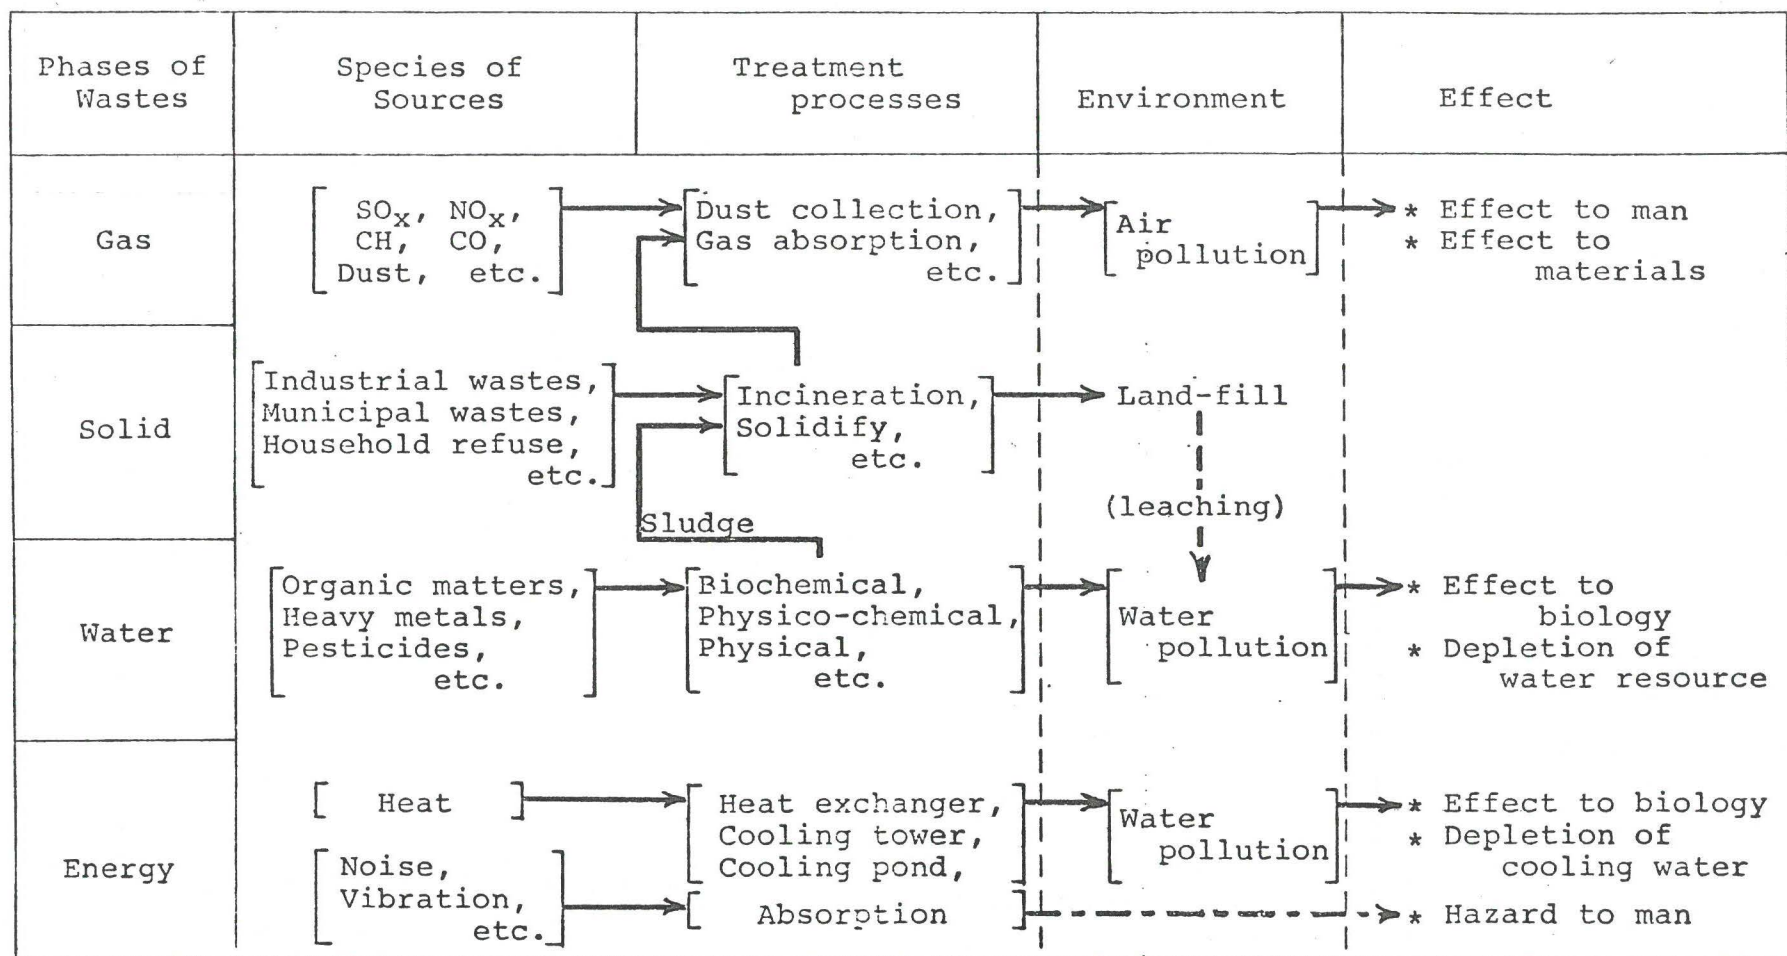 Phases of Wastes
Species of Sources
Treatment processes
Environment
Effect
Gas
SOx, NOx,
CH, CO,
Dust, etc.
Dust collection,
Gas absorption,
etc.
Air
pollution
* Effect to man
* Effect to
materials
Solid
Industrial wastes,
Municipal wastes,
Household refuse,
etc.
Incineration,
Solidify,
etc.
Land-fill
(leaching)
Sludge
Water
Organic matters,
Heavy metals,
Pesticides,
etc.
Biochemical,
Physico-chemical,
Physical,
etc.
Water
pollution
* Effect to
biology
* Depletion of
water resource
Energy
Heat
Heat exchanger,
Cooling tower,
Cooling pond,
Water
pollution
* Effect to biology
* Depletion of
cooling water
Noise,
Vibration,
etc.
Absorption
* Hazard to man